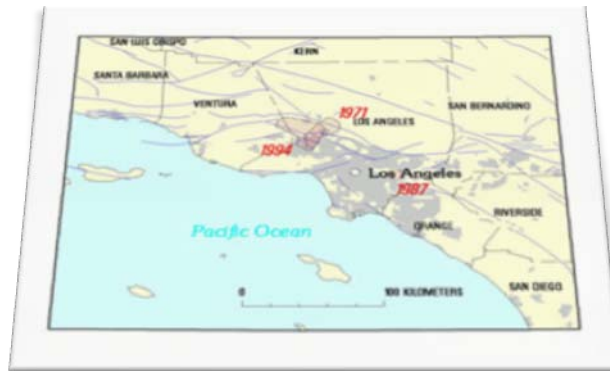 SAN LUIS OBISPO
KERN
SANTA BARBARA
VENTURA
1971
LOS ANGELES
SAN BERNARDINO
1994
Los Angeles
1987
RIVERSIDE
ORANGE
Pacific Ocean
SAN DIEGO
0
100 KILOMETERS